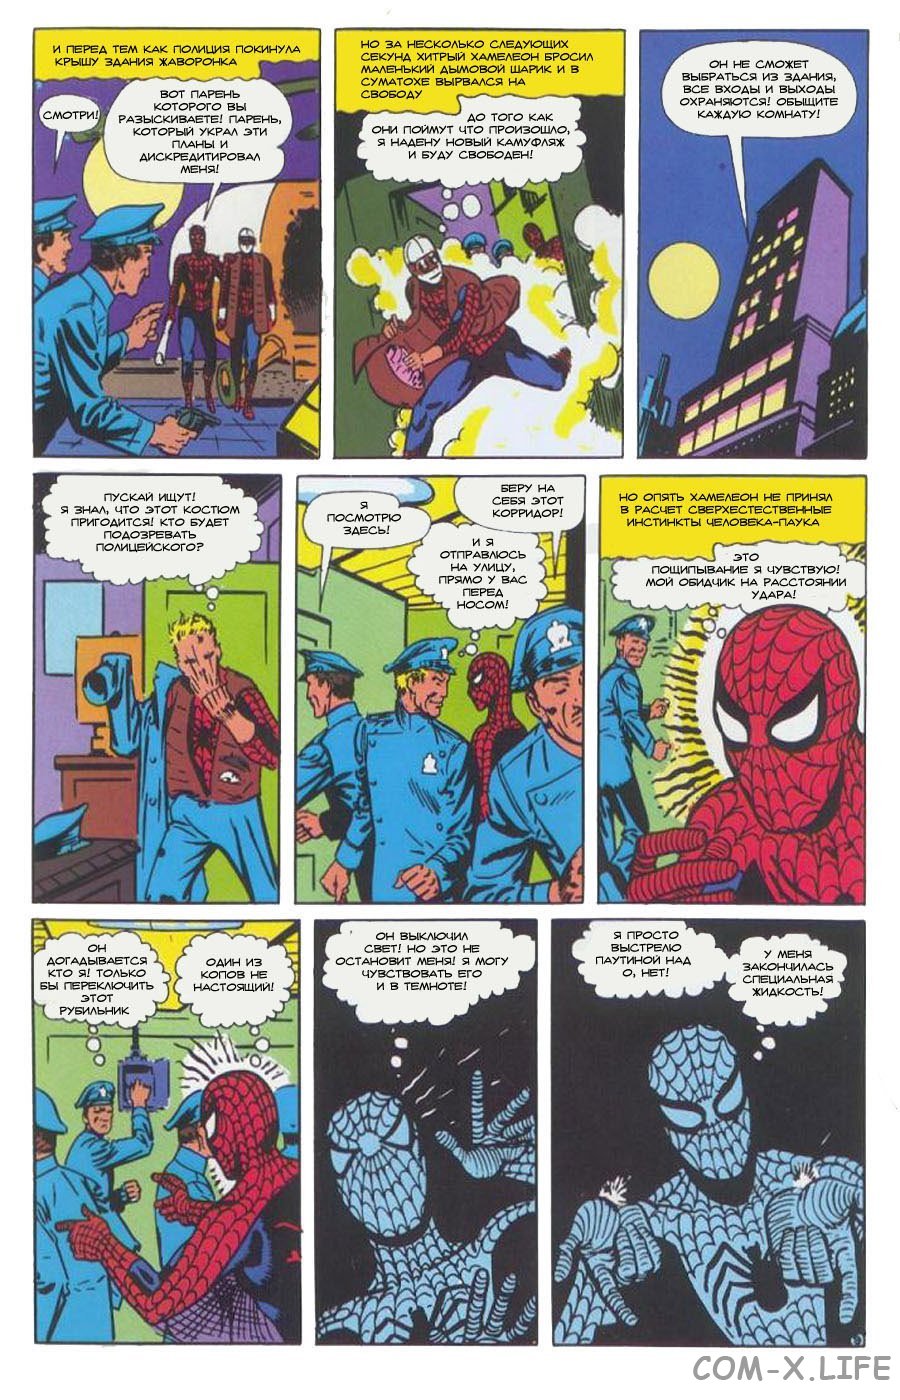 И ПЕРЕД ТЕМ КАК ПОЛИЦИЯ ПОКИНУЛА
КРЫШУ ЗДАНИЯ ЖАВОРОНКА
СМОТРИ!
ВОТ ПАРЕНЬ
КОТОРОГО ВЫ
РАЗЫСКИВАЕТЕ! ПАРЕНЬ,
КОТОРЫЙ УКРАЛ ЭТИ
ПЛАНЫ И
ДИСКРЕДИТИРОВАЛ
МЕНЯ!
НО ЗА НЕСКОЛЬКО СЛЕДУЮЩИХ
СЕКУНД ХИТРЫЙ ХАМЕЛЕОН БРОСИЛ
МАЛЕНЬКИЙ ДЫМОВОЙ ШАРИК И В
СУМАТОХЕ ВЫРВАЛСЯ НА
СВОБОДУ
ДО ТОГО КАК
ОНИ ПОЙМУТ ЧТО ПРОИЗОШЛО,
Я НАДЕНУ НОВЫЙ КАМУФЛЯЖ
И БУДУ СВОБОДЕН!
ОН НЕ СМОЖЕТ
ВЫБРАТЬСЯ ИЗ ЗДАНИЯ,
ВСЕ ВХОДЫ И ВЫХОДЫ
ОХРАНЯЮТСЯ! ОБЫЩИТЕ
КАЖДУЮ КОМНАТУ!
ПУСКАЙ ИЩУТ!
Я ЗНАЛ, ЧТО ЭТОТ КОСТЮМ
ПРИГОДИТСЯ! КТО БУДЕТ
ПОДОЗРЕВАТЬ
ПОЛИЦЕЙСКОГО?
Я
ПОСМОТРЮ
ЗДЕСЬ!
БЕРУ НА
СЕБЯ ЭТОТ
КОРРИДОР!
И Я
ОТПРАВЛЮСЬ
НА УЛИЦУ,
ПРЯМО У ВАС
ПЕРЕД
НОСОМ!
НО ОПЯТЬ ХАМЕЛЕОН НЕ ПРИНЯЛ
В РАСЧЕТ СВЕРХЕСТЕСТВЕННЫЕ
ИНСТИНКТЫ ЧЕЛОВЕКА-ПАУКА
ЭТО
ПОЩИПЫВАНИЕ Я ЧУВСТВУЮ!
МОЙ ОБИДЧИК НА РАССТОЯНИИ
УДАРА!
ОН
ДОГАДЫВАЕТСЯ
КТО Я! ТОЛЬКО
БЫ ПЕРЕКЛЮЧИТЬ
ЭТОТ
РУБИЛЬНИК
ОДИН ИЗ
КОПОВ НЕ
НАСТОЯЩИЙ!
ОН ВЫКЛЮЧИЛ
СВЕТ! НО ЭТО НЕ
ОСТАНОВИТ МЕНЯ! Я МОГУ
ЧУВСТВОВАТЬ ЕГО
И В ТЕМНОТЕ!
Я ПРОСТО
ВЫСТРЕЛЮ
ПАУТИНОЙ НАД
О, НЕТ!
У МЕНЯ
ЗАКОНЧИЛАСЬ
СПЕЦИАЛЬНАЯ
ЖИДКОСТЬ!
COM-X.LIFE